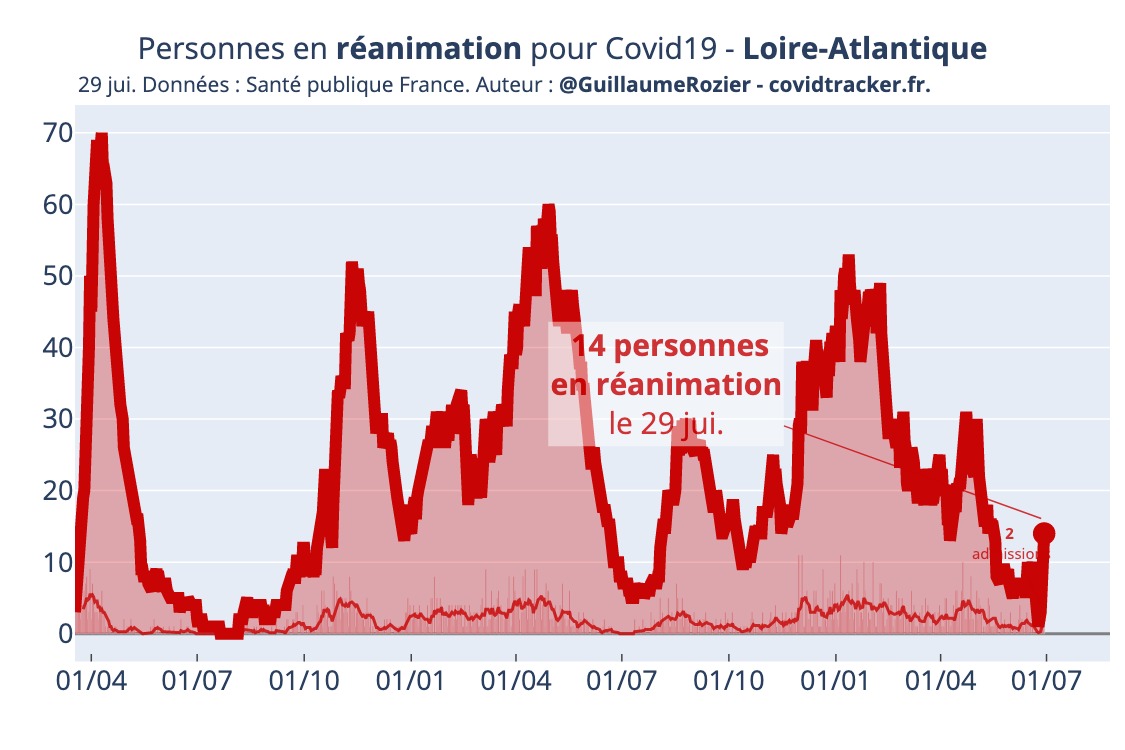 Personnes en réanimation pour Covid19 - Loire-Atlantique
29 jui. Données : Santé publique France. Auteur : @GuillaumeRozier - covidtracker.fr.
70
60
50
40
30
20
10
0
14 personnes
en réanimation
le 29 jui.
2
admissions
01/04 01/07 01/10 01/01 01/04 01/07 01/10 01/01 01/04 01/07